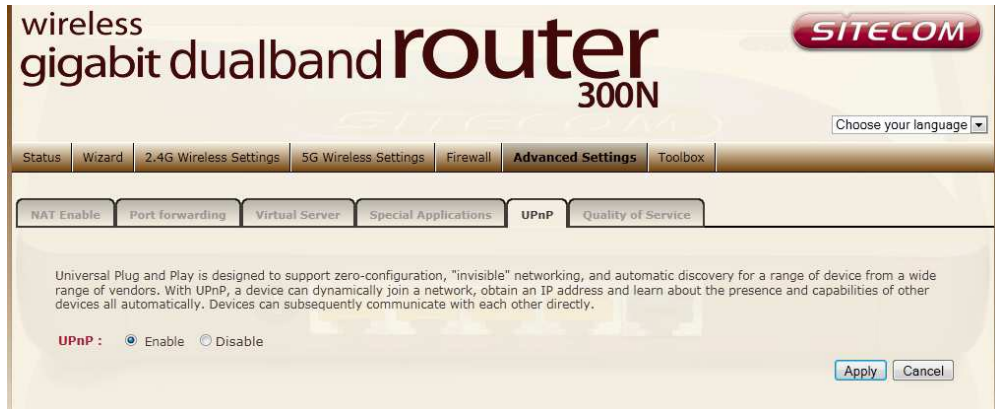 wireless
gigabit dualband router
300N
SITECOM
Choose your language
Status Wizard 2.4G Wireless Settings 5G Wireless Settings Firewall Advanced Settings Toolbox
NAT Enable Port forwarding Virtual Server Special Applications UPnP Quality of Service
Universal Plug and Play is designed to support zero-configuration, "invisible" networking, and automatic discovery for a range of device from a wide
range of vendors. With UPnP, a device can dynamically join a network, obtain an IP address and learn about the presence and capabilities of other
devices all automatically. Devices can subsequently communicate with each other directly.
UPnP : Enable Disable
Apply Cancel